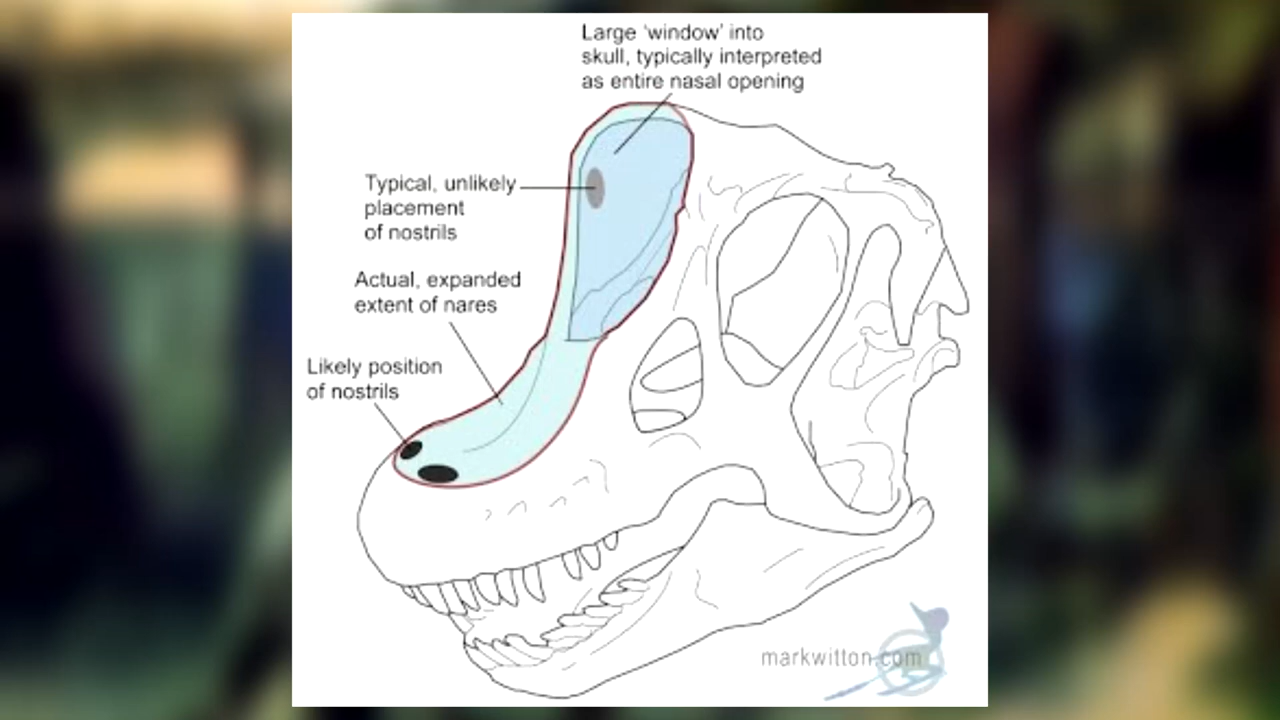 Large ‘window’ into
skull, typically interpreted
as entire nasal opening
Typical, unlikely
placement
of nostrils
Actual, expanded
extent of nares
Likely position
of nostrils
markwitton.com